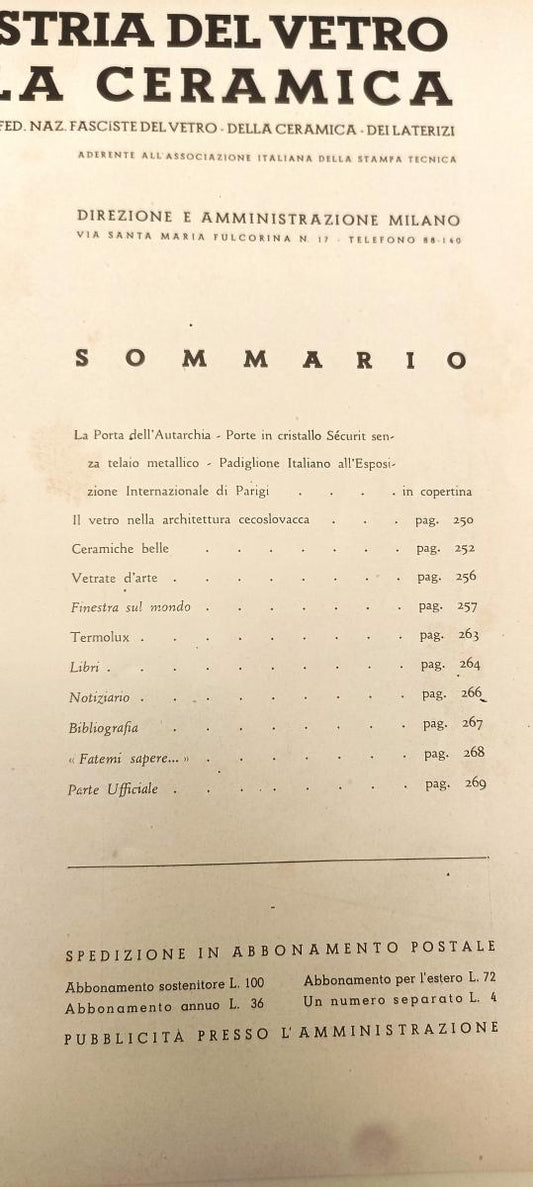 STRIA DEL VETRO
LA CERAMICA
FED. NAZ. FASCISTE DEL VETRO - DELLA CERAMICA - DEI LATERIZI
ADERENTE ALL'ASSOCIAZIONE ITALIANA DELLA STAMPA TECNICA
DIREZIONE E AMMINISTRAZIONE MILANO
VIA SANTA MARIA FULCORINA N. 17 - TELEFONO 88-140
SOMMARIO
La Porta dell'Autarchia - Porte in cristallo Sécurit sen-
za telaio metallico - Padiglione Italiano all'Esposi-
zione Internazionale di Parigi . . . . in copertina
Il vetro nella architettura cecoslovacca . . . pag. 250
Ceramiche belle . . . . . . . pag. 252
Vetrate d'arte . . . . . . . . pag. 256
Finestra sul mondo . . . . . . . pag. 257
Termolux . . . . . . . . . pag. 263
Libri . . . . . . . . . . pag. 264
Notiziario . . . . . . . . . pag. 266
Bibliografia . . . . . . . . pag. 267
« Fatemi sapere... » . . . . . . . pag. 268
Parte Ufficiale . . . . . . . . pag. 269
SPEDIZIONE IN ABBONAMENTO POSTALE
Abbonamento sostenitore L. 100 Abbonamento per l'estero L. 72
Abbonamento annuo L. 36 Un numero separato L. 4
PUBBLICITÀ PRESSO L'AMMINISTRAZIONE